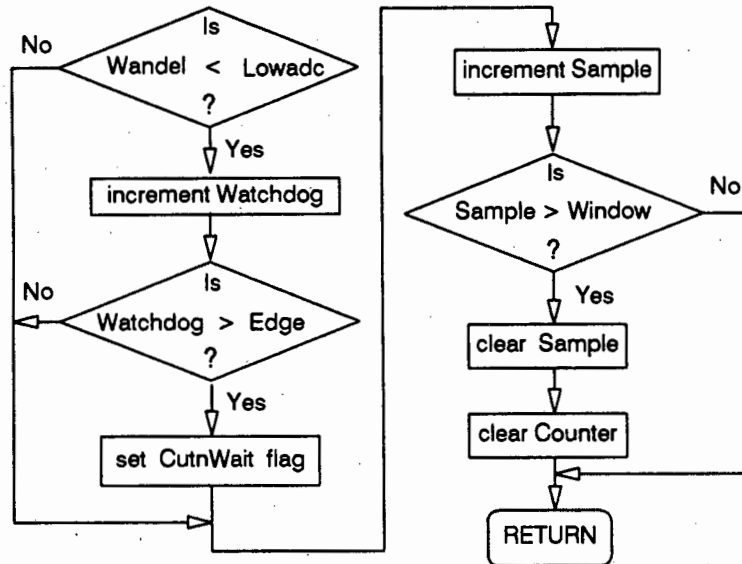 Is
No
Wandel < Lowadc
?
Yes
increment Watchdog
Is
No
Watchdog > Edge
?
Yes
set CutnWait flag
increment Sample
Is
No
Sample > Window
?
Yes
clear Sample
clear Counter
RETURN